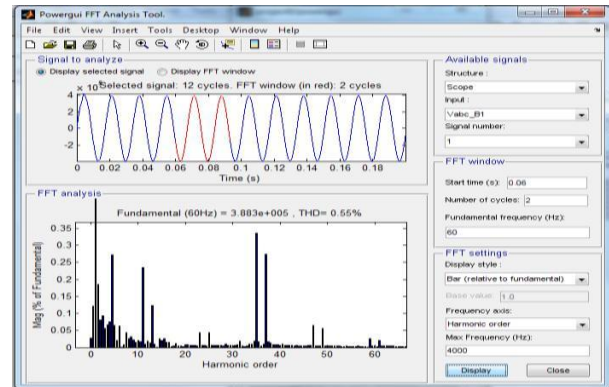 Powergui FFT Analysis Tool.
File Edit View Insert Tools Desktop Window Help
Signal to analyze
Display selected signal Display FFT window
Selected signal: 12 cycles. FFT window (in red): 2 cycles
4
2
0
-2
0 0.02 0.04 0.06 0.08 0.1 0.12 0.14 0.16 0.18
Time (s)
FFT analysis
Fundamental (60Hz) = 3.883e+005 , THD= 0.55%
0.35
0.3
0.25
0.2
0.15
0.1
0.05
0
Mag (% of Fundamental)
0 10 20 30 40 50 60
Harmonic order
Available signals
Structure :
Scope
Input :
Vabc_B1
Signal number:
1
FFT window
Start time (s): 0.06
Number of cycles: 2
Fundamental frequency (Hz):
60
FFT settings
Display style :
Bar (relative to fundamental)
Base value: 1.0
Frequency axis:
Harmonic order
Max Frequency (Hz):
4000
Display Close